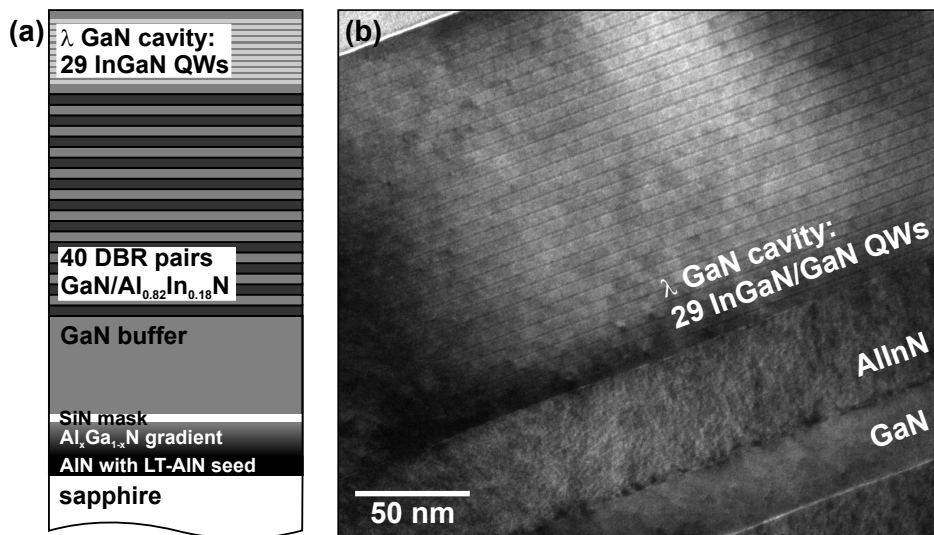 (a)
λ GaN cavity:
29 InGaN QWs
40 DBR pairs
GaN/Al₀.₈₂In₀.₁₈N
GaN buffer
SiN mask
AlₓGa₁₋ₓN gradient
AlN with LT-AlN seed
sapphire
(b)
λ GaN cavity:
29 InGaN/GaN QWs
AlInN
GaN
50 nm